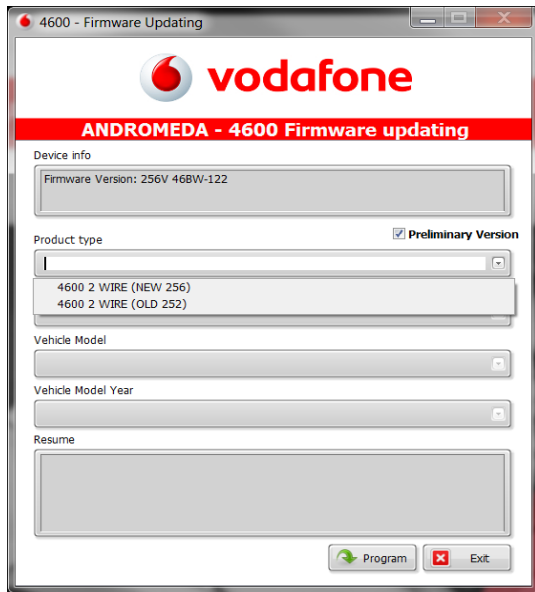 4600 - Firmware Updating
vodafone
ANDROMEDA - 4600 Firmware updating
Device info
Firmware Version: 256V 46BW-122
Preliminary Version
Product type
4600 2 WIRE (NEW 256)
4600 2 WIRE (OLD 252)
Vehicle Model
Vehicle Model Year
Resume
Program
Exit